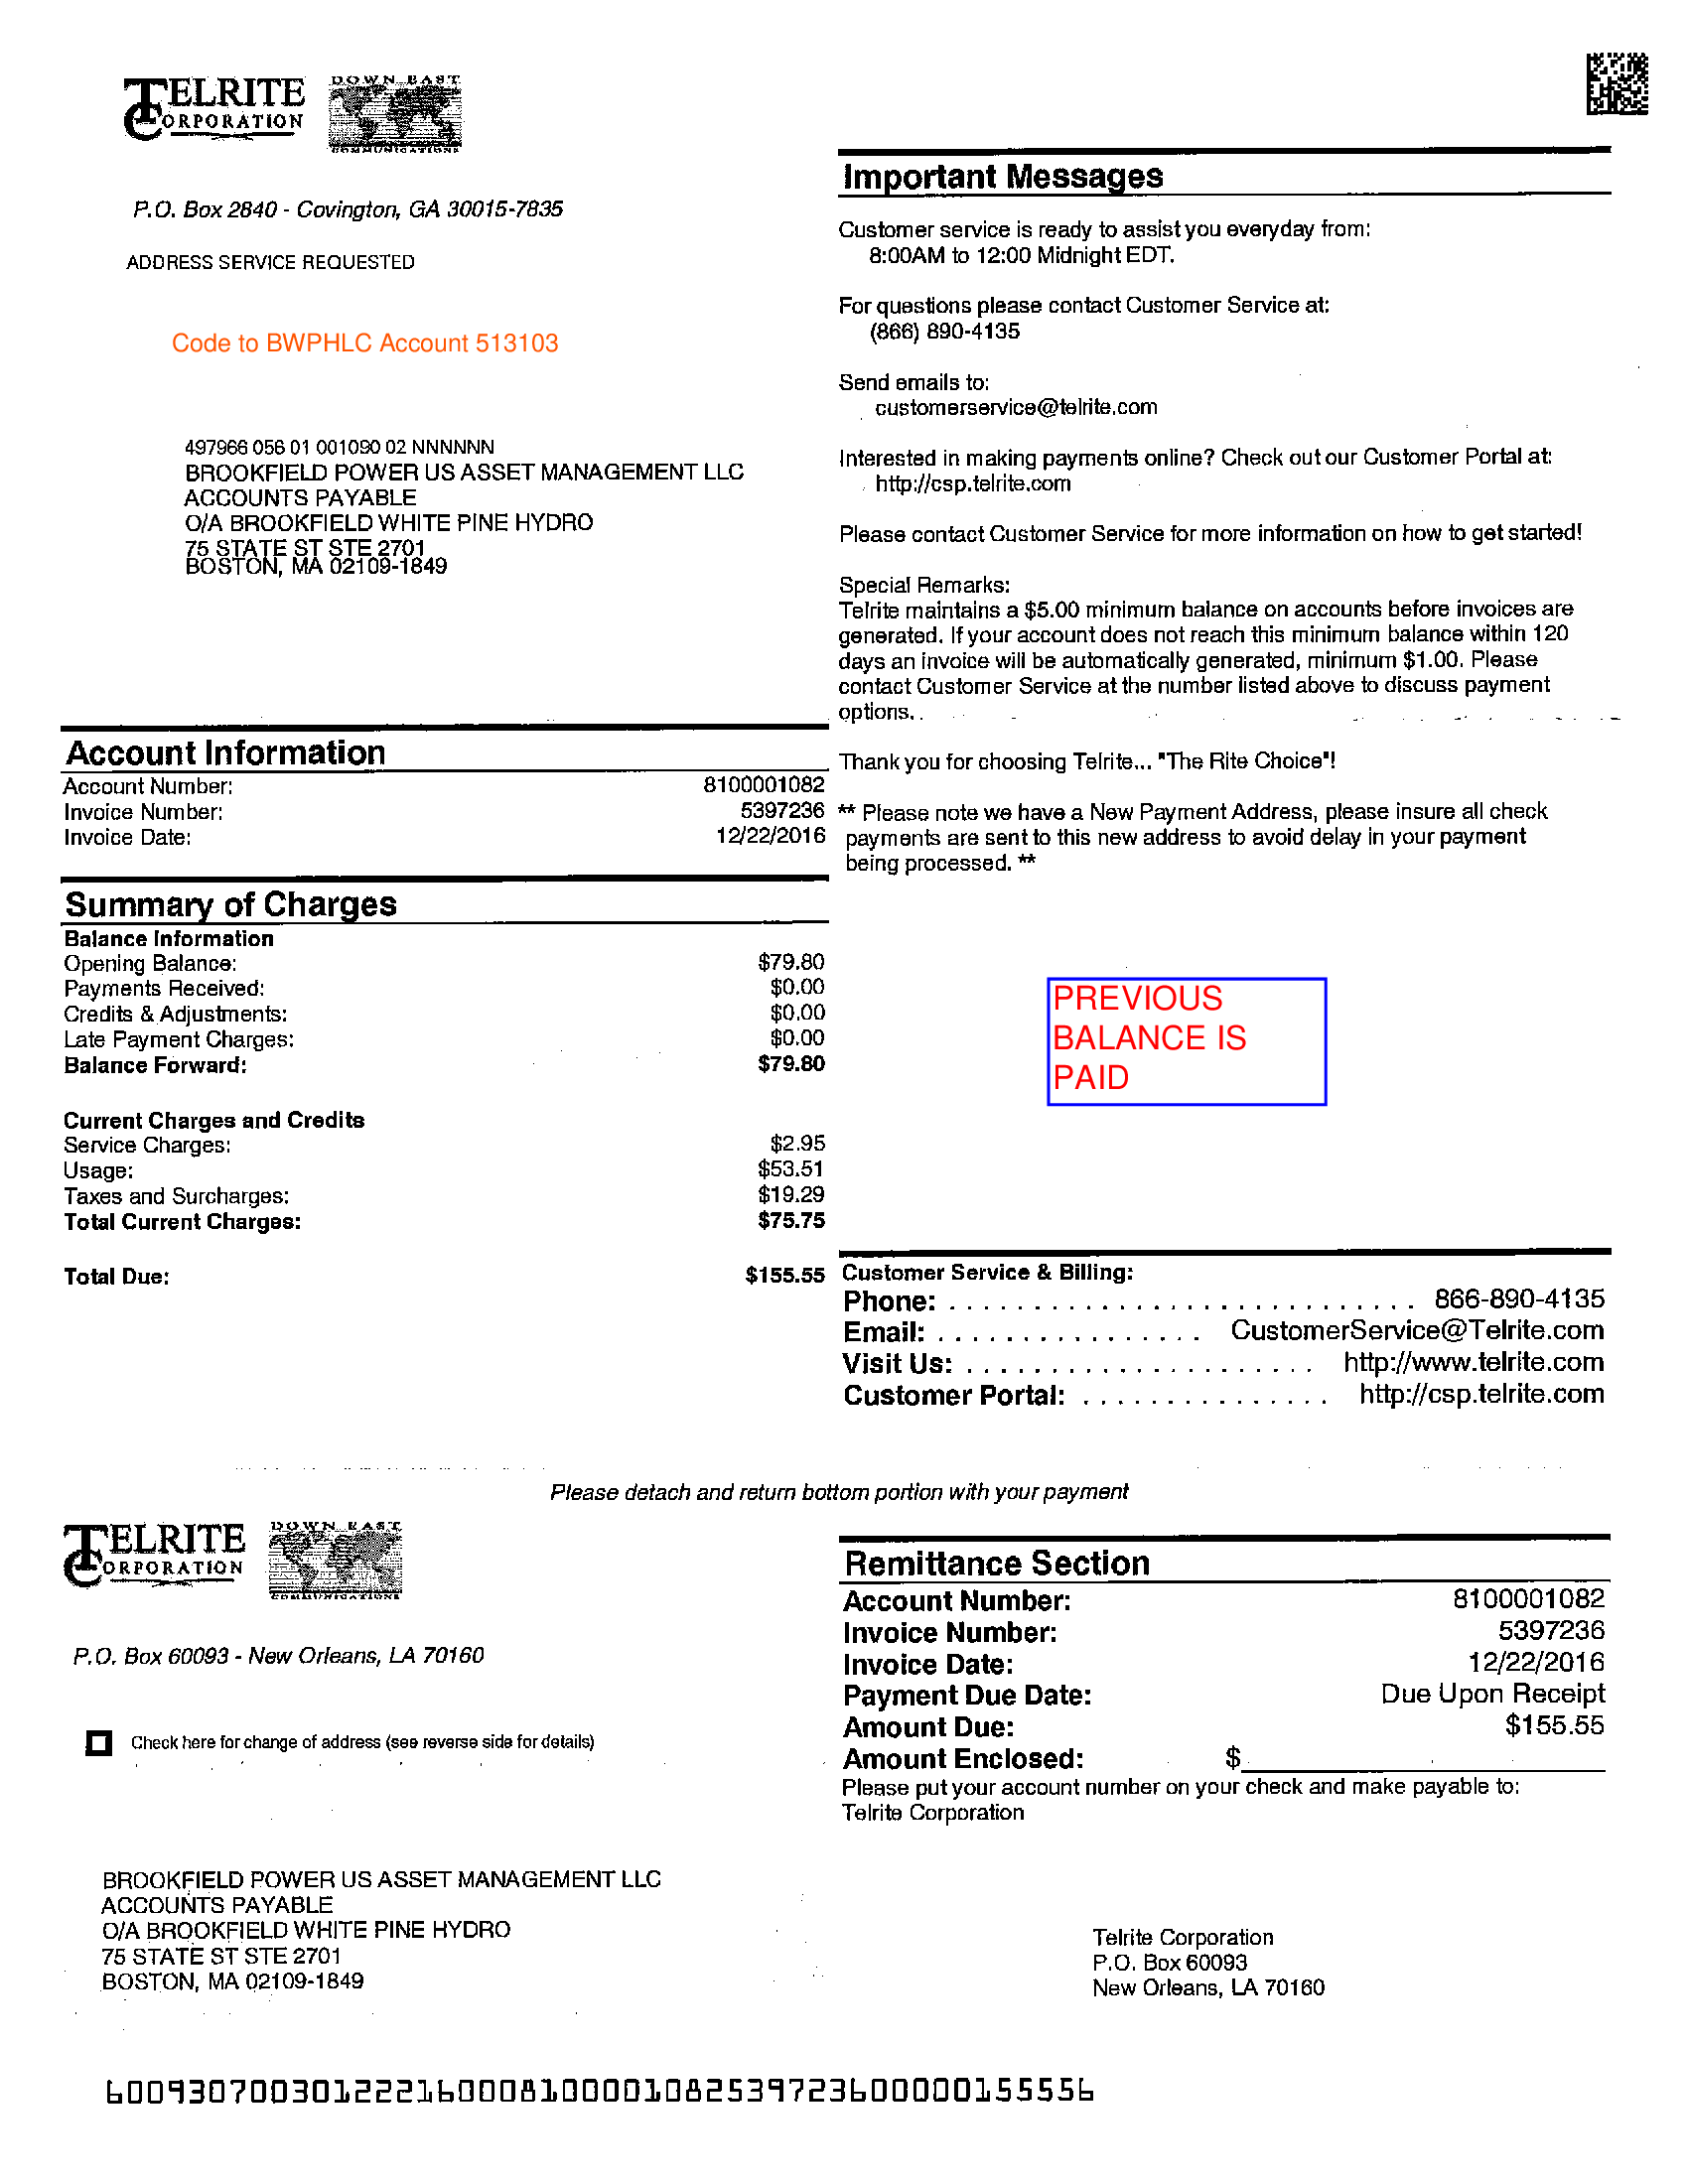 TELRITE
CORPORATION
DOWN EAST
COMMUNICATIONS
P.O. Box 2840 - Covington, GA 30015-7835
ADDRESS SERVICE REQUESTED
Code to BWPHLC Account 513103
497966 056 01 001090 02 NNNNNN
BROOKFIELD POWER US ASSET MANAGEMENT LLC
ACCOUNTS PAYABLE
O/A BROOKFIELD WHITE PINE HYDRO
75 STATE ST STE 2701
BOSTON, MA 02109-1849
Important Messages
Customer service is ready to assist you everyday from:
8:00AM to 12:00 Midnight EDT.
For questions please contact Customer Service at:
(866) 890-4135
Send emails to:
customerservice@telrite.com
Interested in making payments online? Check out our Customer Portal at:
http://csp.telrite.com
Please contact Customer Service for more information on how to get started!
Special Remarks:
Telrite maintains a $5.00 minimum balance on accounts before invoices are
generated. If your account does not reach this minimum balance within 120
days an invoice will be automatically generated, minimum $1.00. Please
contact Customer Service at the number listed above to discuss payment
options.
Thank you for choosing Telrite... "The Rite Choice"!
** Please note we have a New Payment Address, please insure all check
payments are sent to this new address to avoid delay in your payment
being processed. **
Account Information
Account Number: 8100001082
Invoice Number: 5397236
Invoice Date: 12/22/2016
Summary of Charges
Balance Information
Opening Balance: $79.80
Payments Received: $0.00
Credits & Adjustments: $0.00
Late Payment Charges: $0.00
Balance Forward: $79.80
Current Charges and Credits
Service Charges: $2.95
Usage: $53.51
Taxes and Surcharges: $19.29
Total Current Charges: $75.75
Total Due: $155.55
PREVIOUS
BALANCE IS
PAID
Customer Service & Billing:
Phone: . . . . . . . . . . . . . . . . . . . . . . . . . . . . 866-890-4135
Email: . . . . . . . . . . . . . . . . CustomerService@Telrite.com
Visit Us: . . . . . . . . . . . . . . . . . . . . . http://www.telrite.com
Customer Portal: . . . . . . . . . . . . . . . http://csp.telrite.com
Please detach and return bottom portion with your payment
TELRITE
CORPORATION
DOWN EAST
COMMUNICATIONS
P.O. Box 60093 - New Orleans, LA 70160
Check here for change of address (see reverse side for details)
Remittance Section
Account Number: 8100001082
Invoice Number: 5397236
Invoice Date: 12/22/2016
Payment Due Date: Due Upon Receipt
Amount Due: $155.55
Amount Enclosed: $
Please put your account number on your check and make payable to:
Telrite Corporation
BROOKFIELD POWER US ASSET MANAGEMENT LLC
ACCOUNTS PAYABLE
O/A BROOKFIELD WHITE PINE HYDRO
75 STATE ST STE 2701
BOSTON, MA 02109-1849
Telrite Corporation
P.O. Box 60093
New Orleans, LA 70160
600930700301222160008100001082539723600000155556